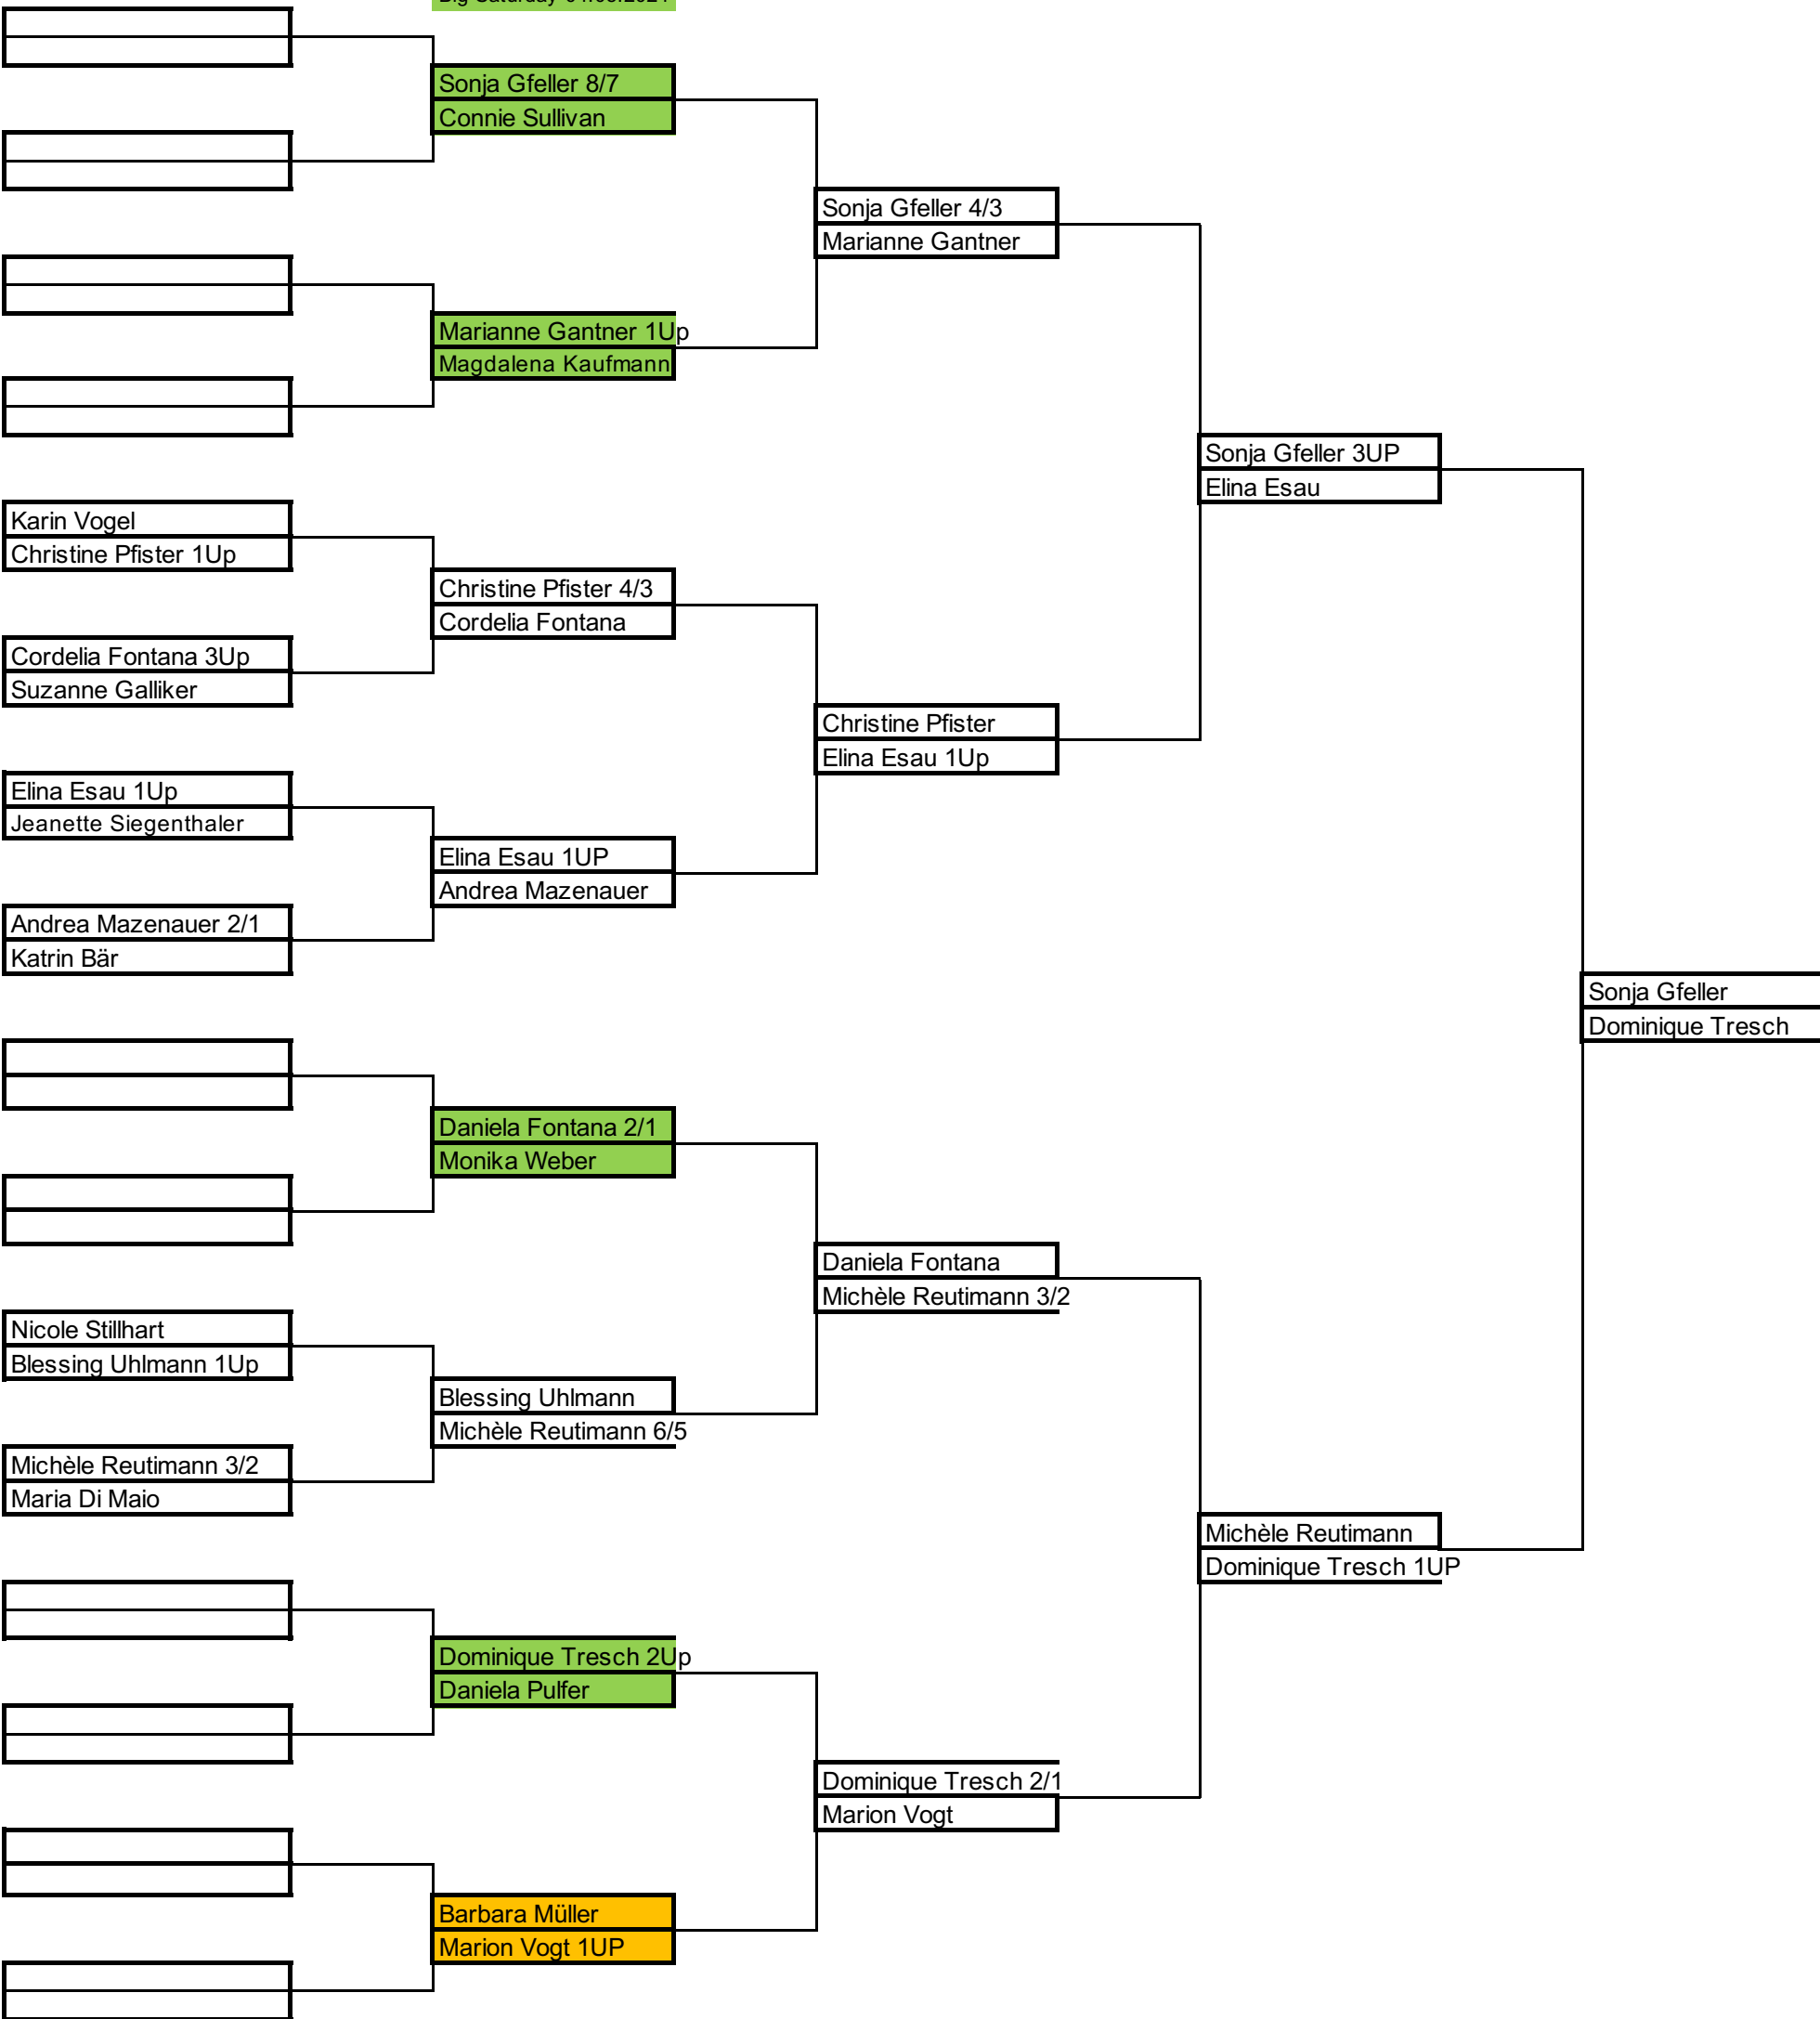 Sonja Gfeller 8/7
Connie Sullivan
Sonja Gfeller 4/3
Marianne Gantner
Marianne Gantner 1Up
Magdalena Kaufmann
Sonja Gfeller 3UP
Elina Esau
Karin Vogel
Christine Pfister 1Up
Christine Pfister 4/3
Cordelia Fontana
Cordelia Fontana 3Up
Suzanne Galliker
Christine Pfister
Elina Esau 1Up
Elina Esau 1Up
Jeanette Siegenthaler
Elina Esau 1UP
Andrea Mazenauer
Andrea Mazenauer 2/1
Katrin Bär
Sonja Gfeller
Dominique Tresch
Daniela Fontana 2/1
Monika Weber
Daniela Fontana
Michèle Reutimann 3/2
Nicole Stillhart
Blessing Uhlmann 1Up
Blessing Uhlmann
Michèle Reutimann 6/5
Michèle Reutimann 3/2
Maria Di Maio
Michèle Reutimann
Dominique Tresch 1UP
Dominique Tresch 2Up
Daniela Pulfer
Dominique Tresch 2/1
Marion Vogt
Barbara Müller
Marion Vogt 1UP